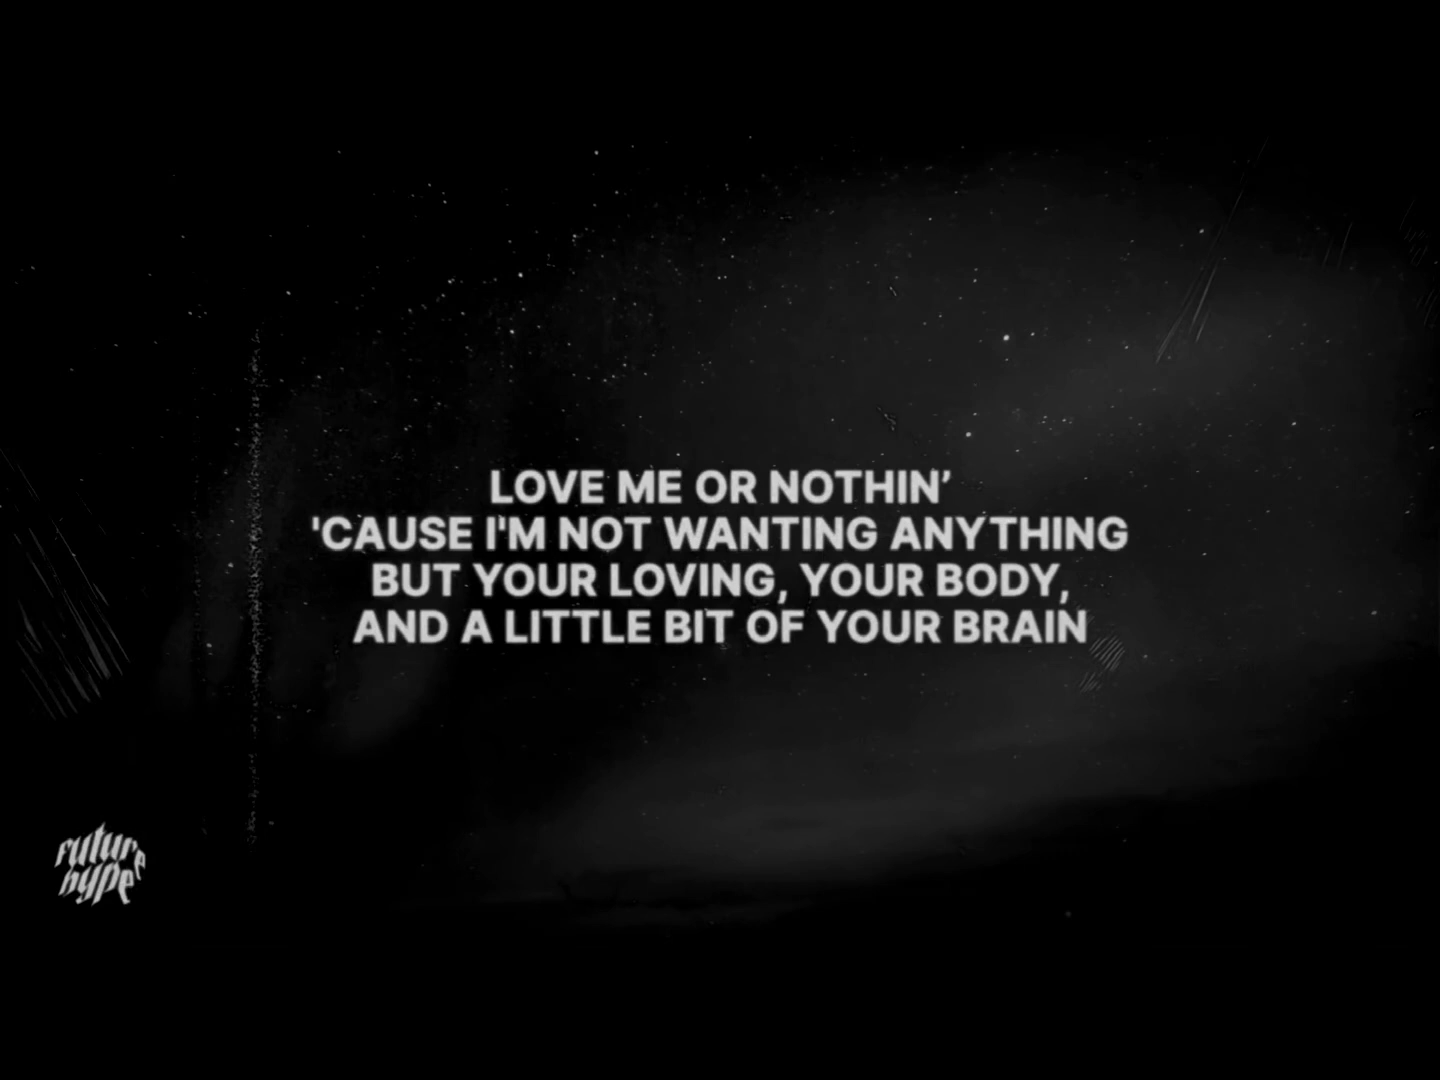 LOVE ME OR NOTHIN’
'CAUSE I'M NOT WANTING ANYTHING
BUT YOUR LOVING, YOUR BODY,
AND A LITTLE BIT OF YOUR BRAIN
future
hype